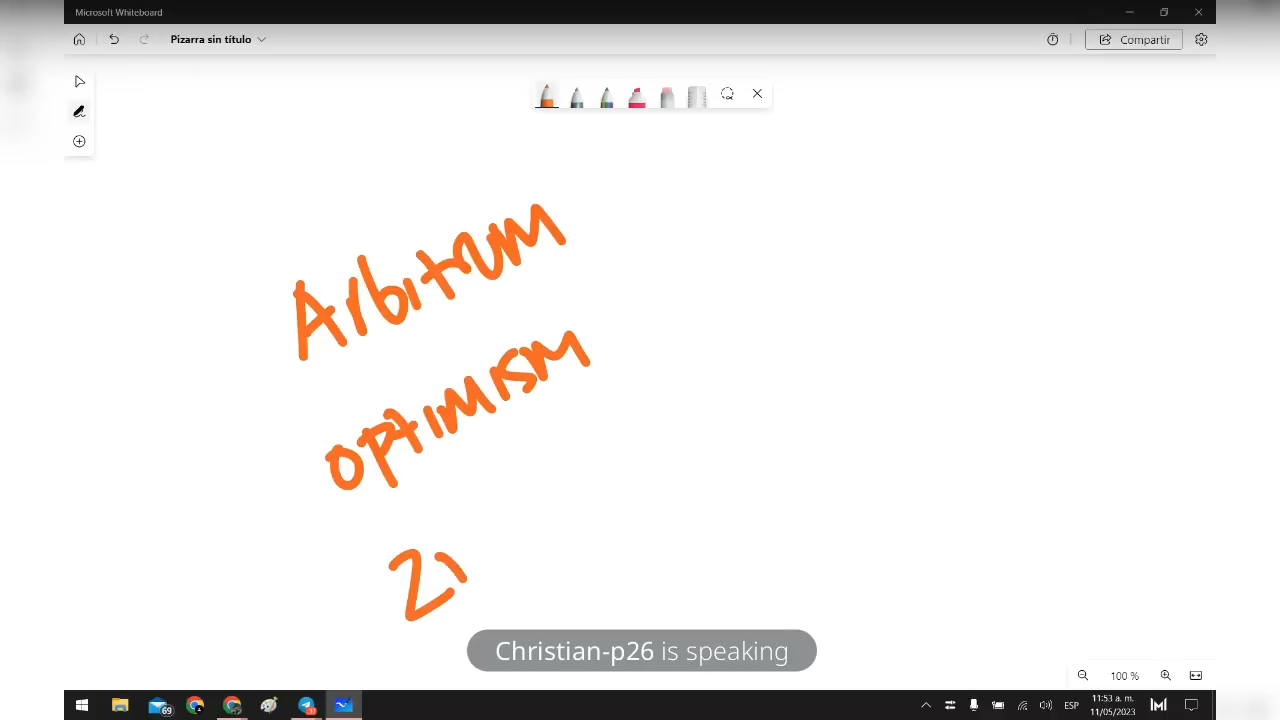 Microsoft Whiteboard
Pizarra sin título
Compartir
Arbitrum
optimism
Christian-p26 is speaking
100 %
69
ESP
11:53 a. m.
11/05/2023